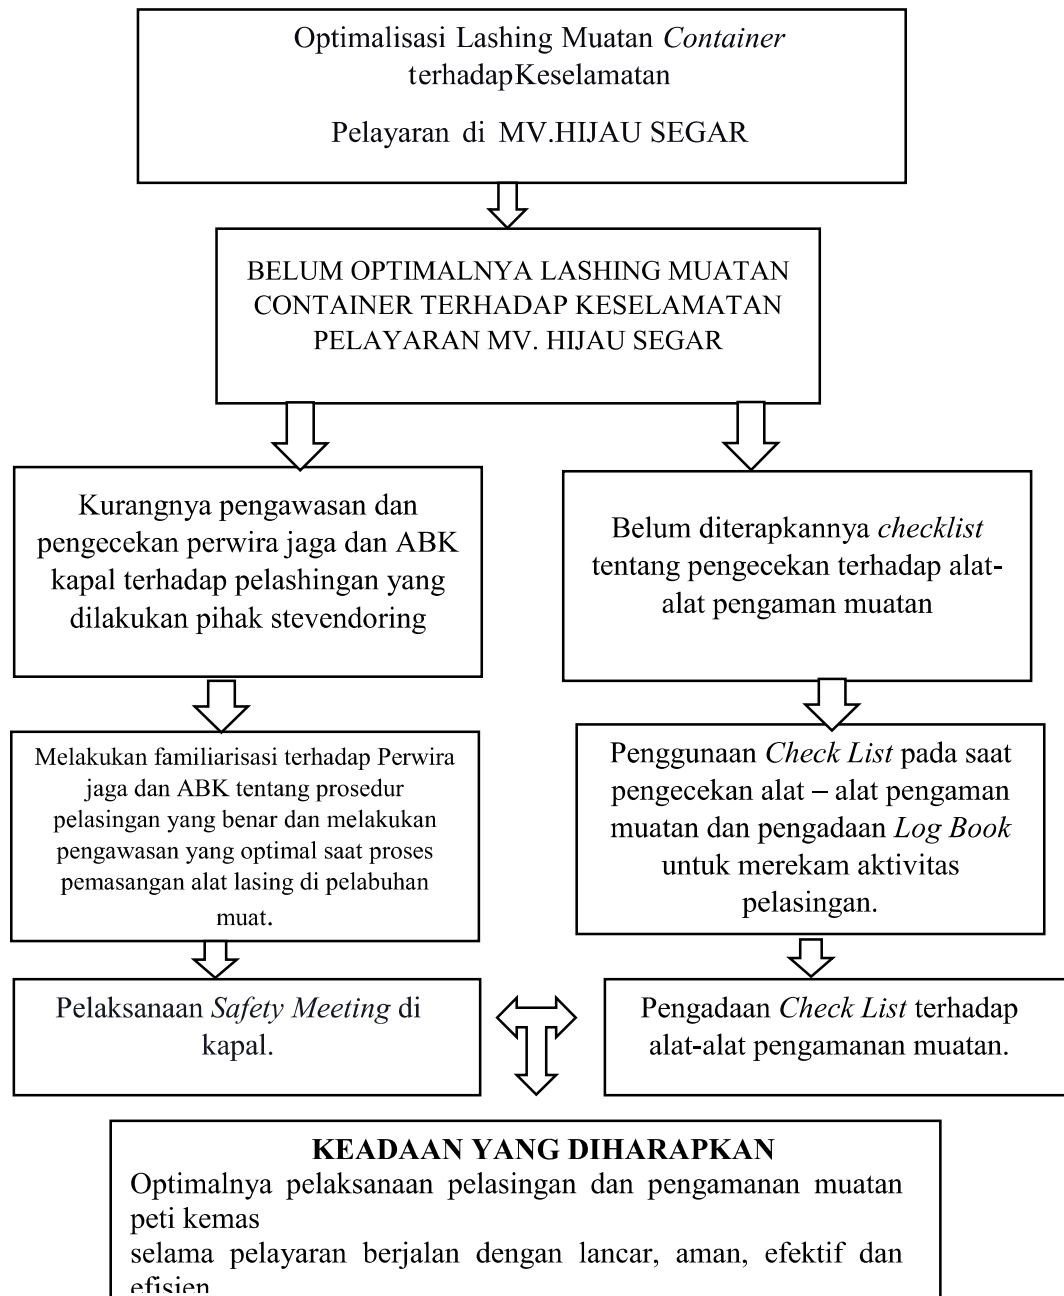 Optimalisasi Lashing Muatan Container
terhadapKeselamatan
Pelayaran di MV.HIJAU SEGAR
BELUM OPTIMALNYA LASHING MUATAN
CONTAINER TERHADAP KESELAMATAN
PELAYARAN MV. HIJAU SEGAR
Kurangnya pengawasan dan
pengecekan perwira jaga dan ABK
kapal terhadap pelashingan yang
dilakukan pihak stevendoring
Belum diterapkannya checklist
tentang pengecekan terhadap alat-
alat pengaman muatan
Melakukan familiarisasi terhadap Perwira
jaga dan ABK tentang prosedur
pelasingan yang benar dan melakukan
pengawasan yang optimal saat proses
pemasangan alat lasing di pelabuhan
muat.
Penggunaan Check List pada saat
pengecekan alat – alat pengaman
muatan dan pengadaan Log Book
untuk merekam aktivitas
pelasingan.
Pelaksanaan Safety Meeting di
kapal.
Pengadaan Check List terhadap
alat-alat pengamanan muatan.
KEADAAN YANG DIHARAPKAN
Optimalnya pelaksanaan pelasingan dan pengamanan muatan
peti kemas
selama pelayaran berjalan dengan lancar, aman, efektif dan
efisien